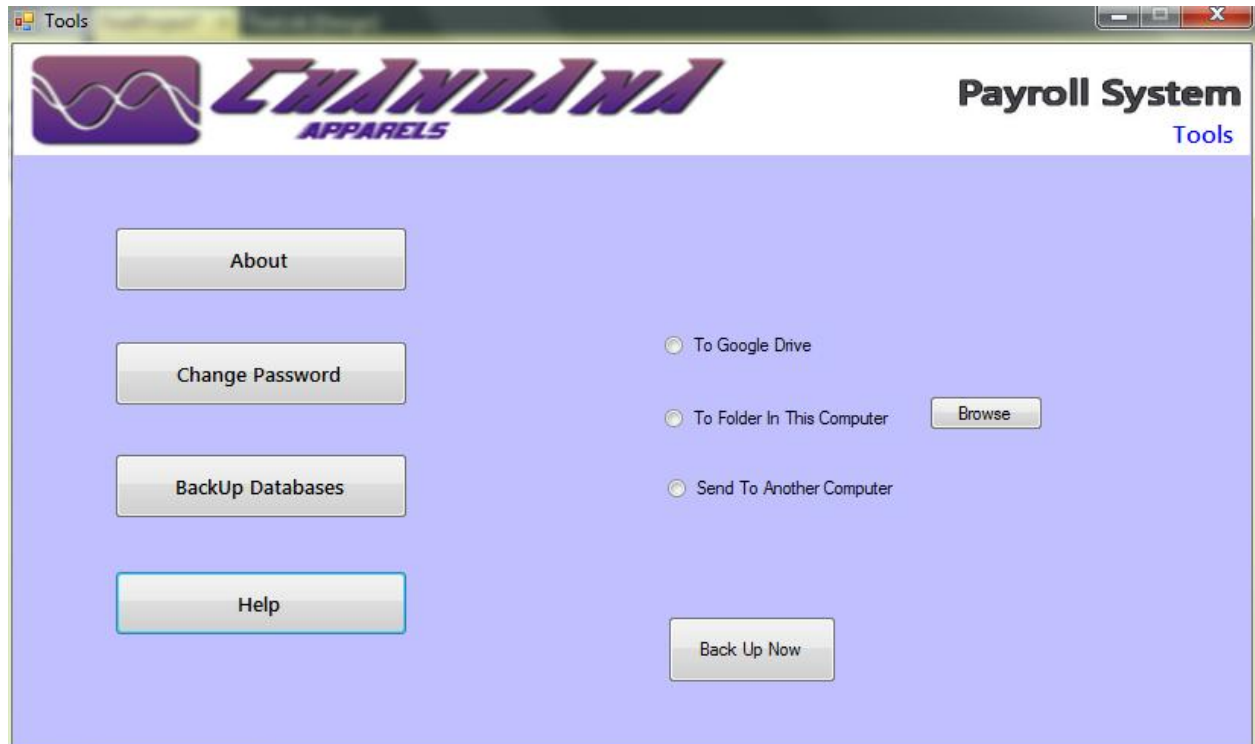 Tools
CHANDANA
APPARELS
Payroll System
Tools
About
Change Password
BackUp Databases
Help
To Google Drive
To Folder In This Computer
Browse
Send To Another Computer
Back Up Now